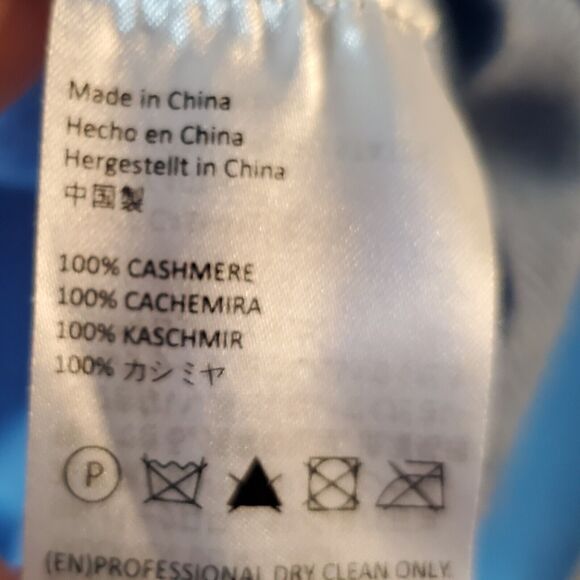 Made in China
Hecho en China
Hergestellt in China
中国製
100% CASHMERE
100% CACHEMIRA
100% KASCHMIR
100% カシミヤ
P
(EN)PROFESSIONAL DRY CLEAN ONLY